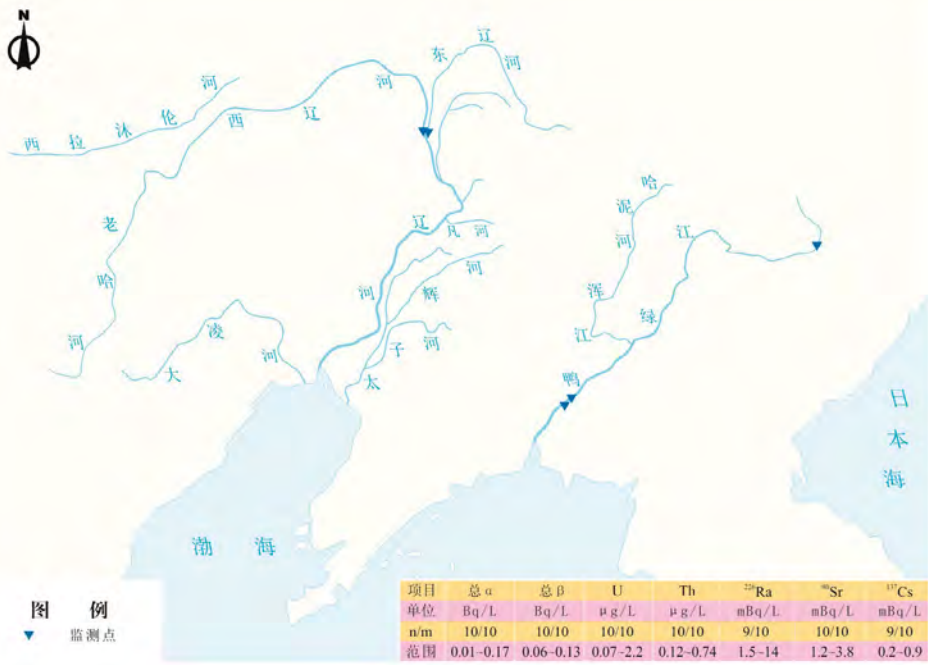 N
西拉沐伦河
老哈河
西辽河
东辽河
辽河
凡河
辉河
太子河
大凌河
哈泥河
浑江
鸭绿江
日本海
渤海
图 例
监测点
项目 总α 总β U Th ²²⁶Ra ⁹⁰Sr ¹³⁷Cs
单位 Bq/L Bq/L μg/L μg/L mBq/L mBq/L mBq/L
n/m 10/10 10/10 10/10 10/10 9/10 10/10 9/10
范围 0.01~0.17 0.06~0.13 0.07~2.2 0.12~0.74 1.5~14 1.2~3.8 0.2~0.9